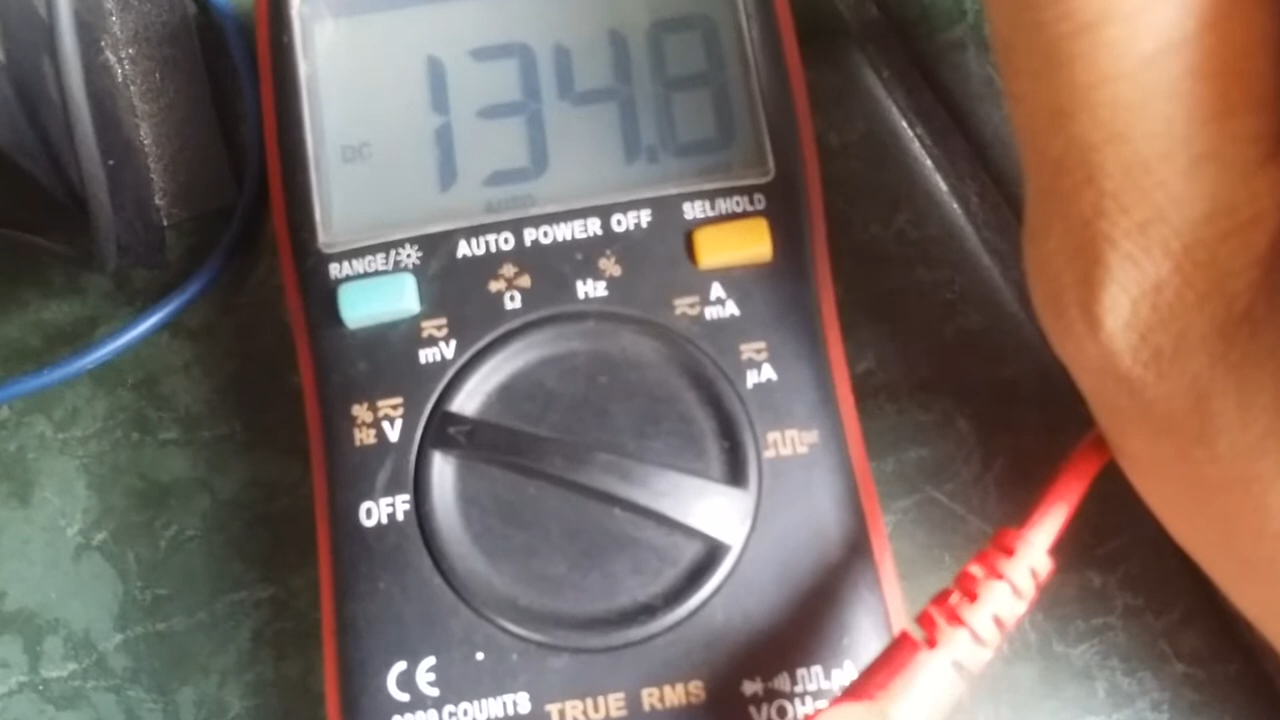 134.8
DC
AUTO
AUTO POWER OFF
SEL/HOLD
RANGE/
Ω
Hz %
A
mA
mV
µA
% Hz V
OFF
CE
COUNTS
TRUE RMS